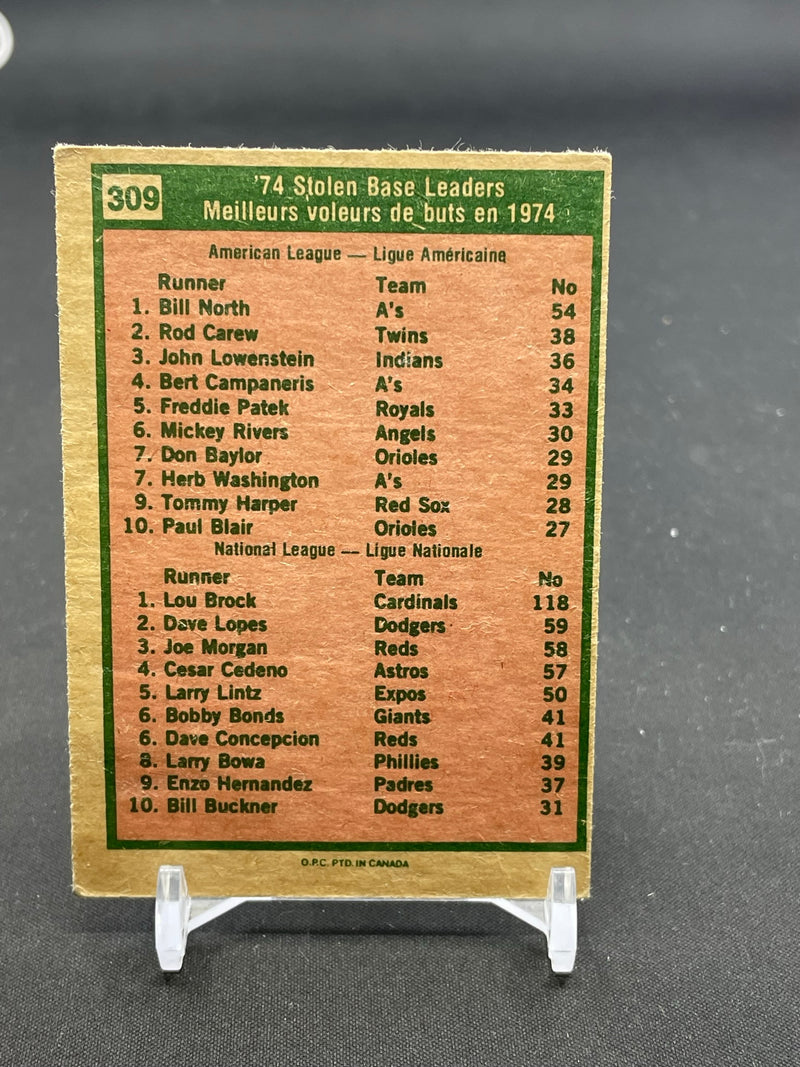 309
'74 Stolen Base Leaders
Meilleurs voleurs de buts en 1974
American League — Ligue Américaine
Runner Team No
1. Bill North A's 54
2. Rod Carew Twins 38
3. John Lowenstein Indians 36
4. Bert Campaneris A's 34
5. Freddie Patek Royals 33
6. Mickey Rivers Angels 30
7. Don Baylor Orioles 29
7. Herb Washington A's 29
9. Tommy Harper Red Sox 28
10. Paul Blair Orioles 27
National League — Ligue Nationale
Runner Team No
1. Lou Brock Cardinals 118
2. Dave Lopes Dodgers 59
3. Joe Morgan Reds 58
4. Cesar Cedeno Astros 57
5. Larry Lintz Expos 50
6. Bobby Bonds Giants 41
6. Dave Concepcion Reds 41
8. Larry Bowa Phillies 39
9. Enzo Hernandez Padres 37
10. Bill Buckner Dodgers 31
O.P.C. PTD. IN CANADA